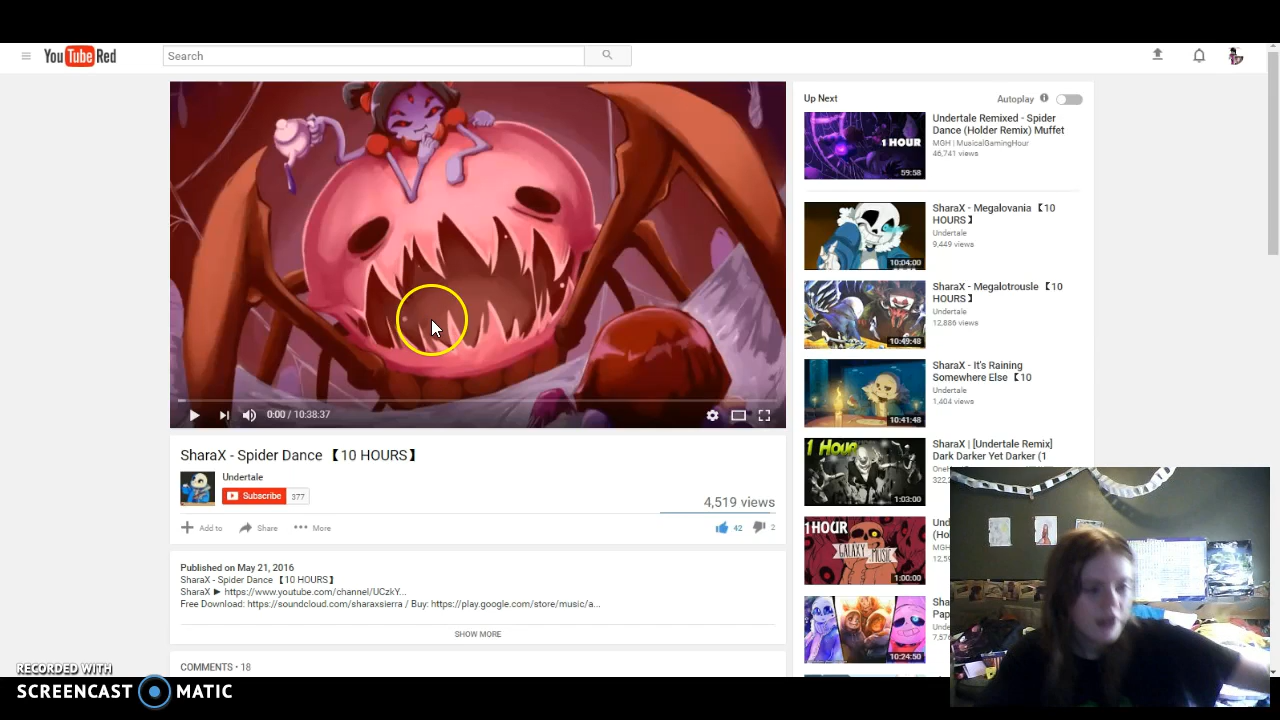 YouTube Red
Search
Up Next
Autoplay
Undertale Remixed - Spider
Dance (Holder Remix) Muffet
MGH | MusicalGamingHour
46,741 views
1 HOUR
59:58
SharaX - Megalovania【10
HOURS】
Undertale
9,449 views
10:04:00
SharaX - Megalotrousle【10
HOURS】
Undertale
12,886 views
10:49:48
SharaX - It's Raining
Somewhere Else【10
Undertale
1,404 views
10:41:48
SharaX | [Undertale Remix]
Dark Darker Yet Darker (1
322,
1 Hour
1:03:00
1HOUR
GALAXY MUSIC
1:00:00
10:24:50
0:00 / 10:38:37
SharaX - Spider Dance【10 HOURS】
Undertale
Subscribe 377
4,519 views
Add to Share More
42 2
Published on May 21, 2016
SharaX - Spider Dance【10 HOURS】
SharaX ► https://www.youtube.com/channel/UCzkY...
Free Download: https://soundcloud.com/sharaxsierra / Buy: https://play.google.com/store/music/a...
SHOW MORE
COMMENTS • 18
RECORDED WITH
SCREENCAST MATIC